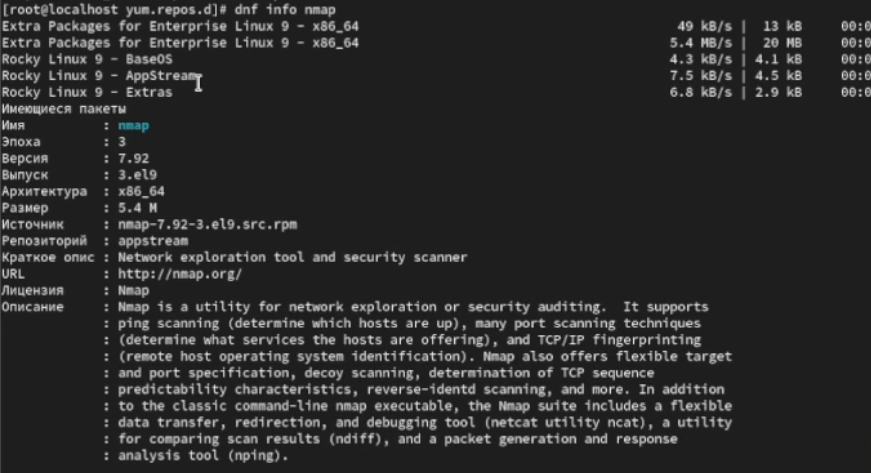 [root@localhost yum.repos.d]# dnf info nmap
Extra Packages for Enterprise Linux 9 - x86_64 49 kB/s | 13 kB 00:0
Extra Packages for Enterprise Linux 9 - x86_64 5.4 MB/s | 20 MB 00:0
Rocky Linux 9 - BaseOS 4.3 kB/s | 4.1 kB 00:0
Rocky Linux 9 - AppStream 7.5 kB/s | 4.5 kB 00:0
Rocky Linux 9 - Extras 6.8 kB/s | 2.9 kB 00:0
Имеющиеся пакеты
Имя : nmap
Эпоха : 3
Версия : 7.92
Выпуск : 3.el9
Архитектура : x86_64
Размер : 5.4 M
Источник : nmap-7.92-3.el9.src.rpm
Репозиторий : appstream
Краткое опис : Network exploration tool and security scanner
URL : http://nmap.org/
Лицензия : Nmap
Описание : Nmap is a utility for network exploration or security auditing.  It supports
: ping scanning (determine which hosts are up), many port scanning techniques
: (determine what services the hosts are offering), and TCP/IP fingerprinting
: (remote host operating system identification). Nmap also offers flexible target
: and port specification, decoy scanning, determination of TCP sequence
: predictability characteristics, reverse-identd scanning, and more. In addition
: to the classic command-line nmap executable, the Nmap suite includes a flexible
: data transfer, redirection, and debugging tool (netcat utility ncat), a utility
: for comparing scan results (ndiff), and a packet generation and response
: analysis tool (nping).